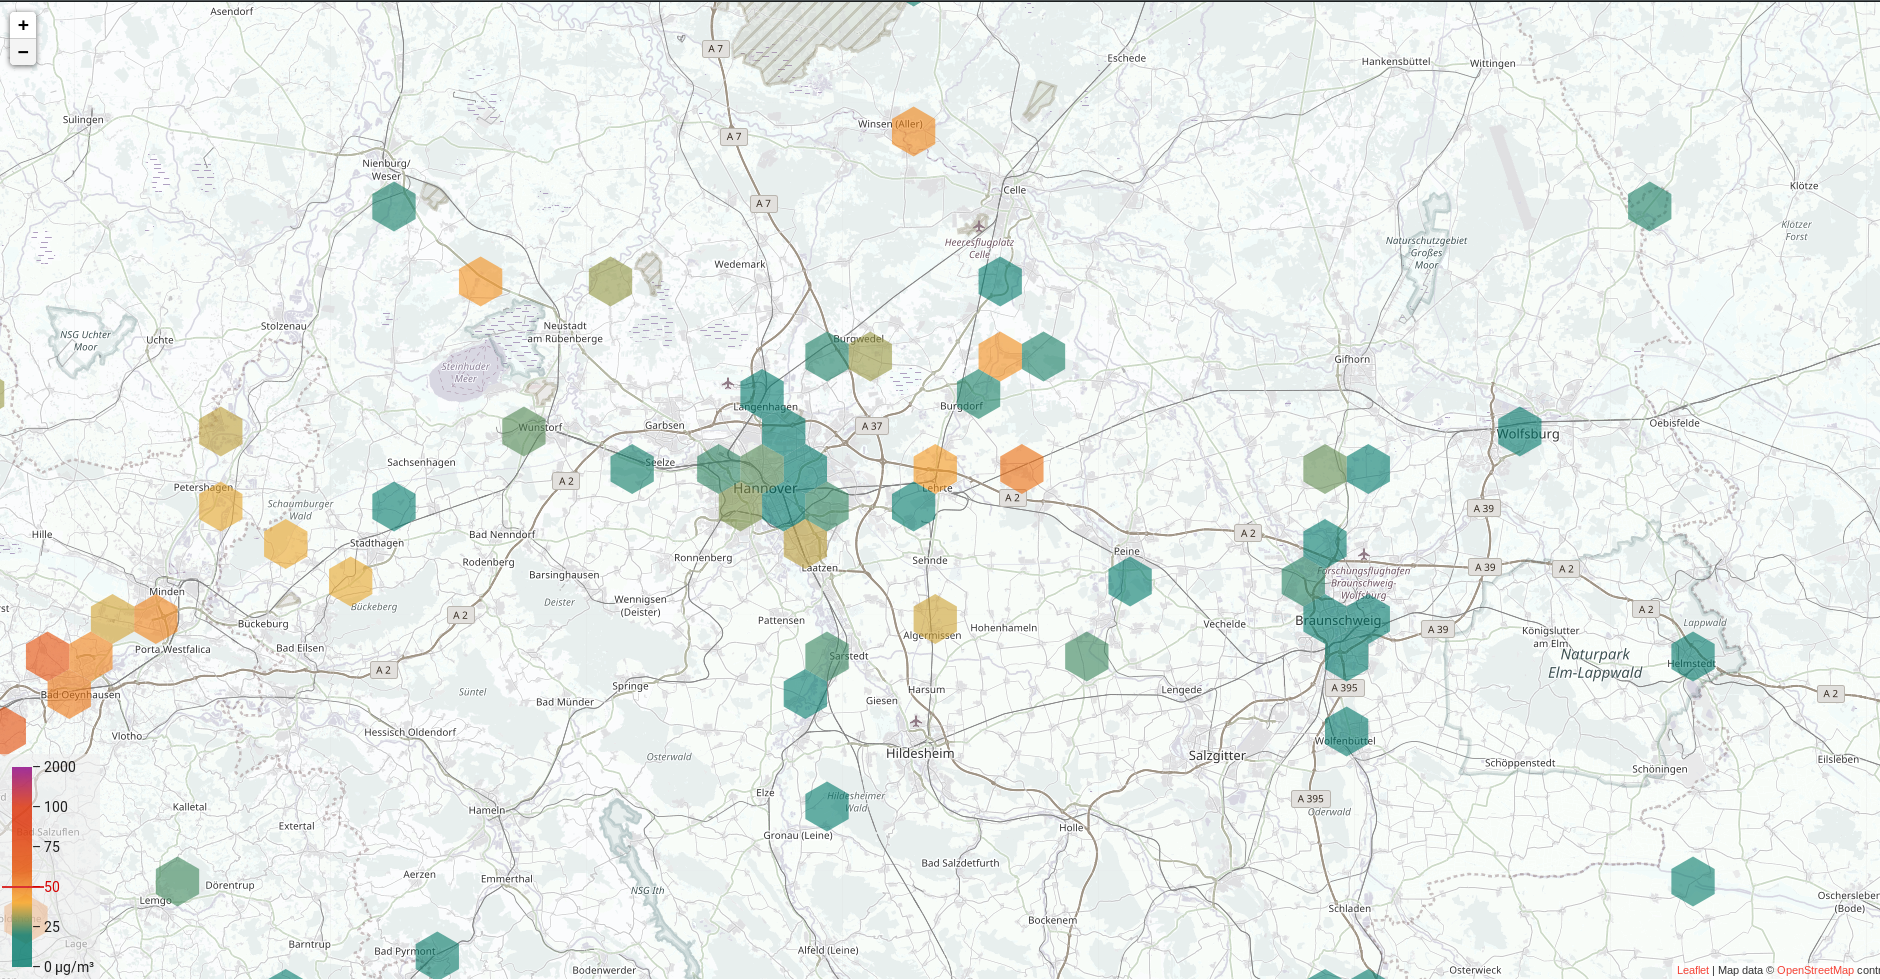 +
−
Asendorf
A 7
Eschede
Hankensbüttel
Wittingen
Sulingen
Winsen (Aller)
A 7
Nienburg/
Weser
Celle
Klötze
A 7
Klötzer
Forst
Heeresflugplatz
Celle
Naturschutzgebiet
Großes
Moor
Wedemark
Stolzenau
Neustadt
am Rübenberge
NSG Uchter
Moor
Uchte
Burgwedel
Gifhorn
Steinhuder
Meer
Langenhagen
Burgdorf
Wunstorf
Garbsen
A 37
Wolfsburg
Oebisfelde
Sachsenhagen
Seelze
A 2
Petershagen
Hannover
Lehrte
A 2
Schaumburger
Wald
A 39
Hille
Stadthagen
Bad Nenndorf
A 2
Ronnenberg
Peine
Rodenberg
Laatzen
Sehnde
A 39
A 2
Barsinghausen
Forschungsflughafen
Braunschweig-
Wolfsburg
Minden
Bückeberg
Deister
Wennigsen
(Deister)
A 2
A 2
rst
Bückeburg
Pattensen
Algermissen
Hohenhameln
Vechelde
Braunschweig
A 39
Königslutter
am Elm
Lappwald
Porta Westfalica
Bad Eilsen
Sarstedt
Naturpark
Elm-Lappwald
Helmstedt
A 2
Bad Oeynhausen
Süntel
Springe
Harsum
Lengede
A 395
A 2
Bad Münder
Giesen
Vlotho
Hessisch Oldendorf
Wolfenbüttel
Osterwald
Hildesheim
Salzgitter
Schöppenstedt
Schöningen
Eilsleben
2000
Kalletal
Hameln
Elze
Hildesheimer
Wald
A 395
100
Oderwald
Extertal
Bad Salzuflen
Gronau (Leine)
Holle
75
Bad Salzdetfurth
Aerzen
Emmerthal
50
Dörentrup
NSG Ith
Lemgo
Oschersleben
(Bode)
25
Bockenem
Schladen
Lage
Barntrup
Bad Pyrmont
Alfeld (Leine)
0 µg/m³
Bodenwerder
Osterwieck
Leaflet | Map data © OpenStreetMap contr